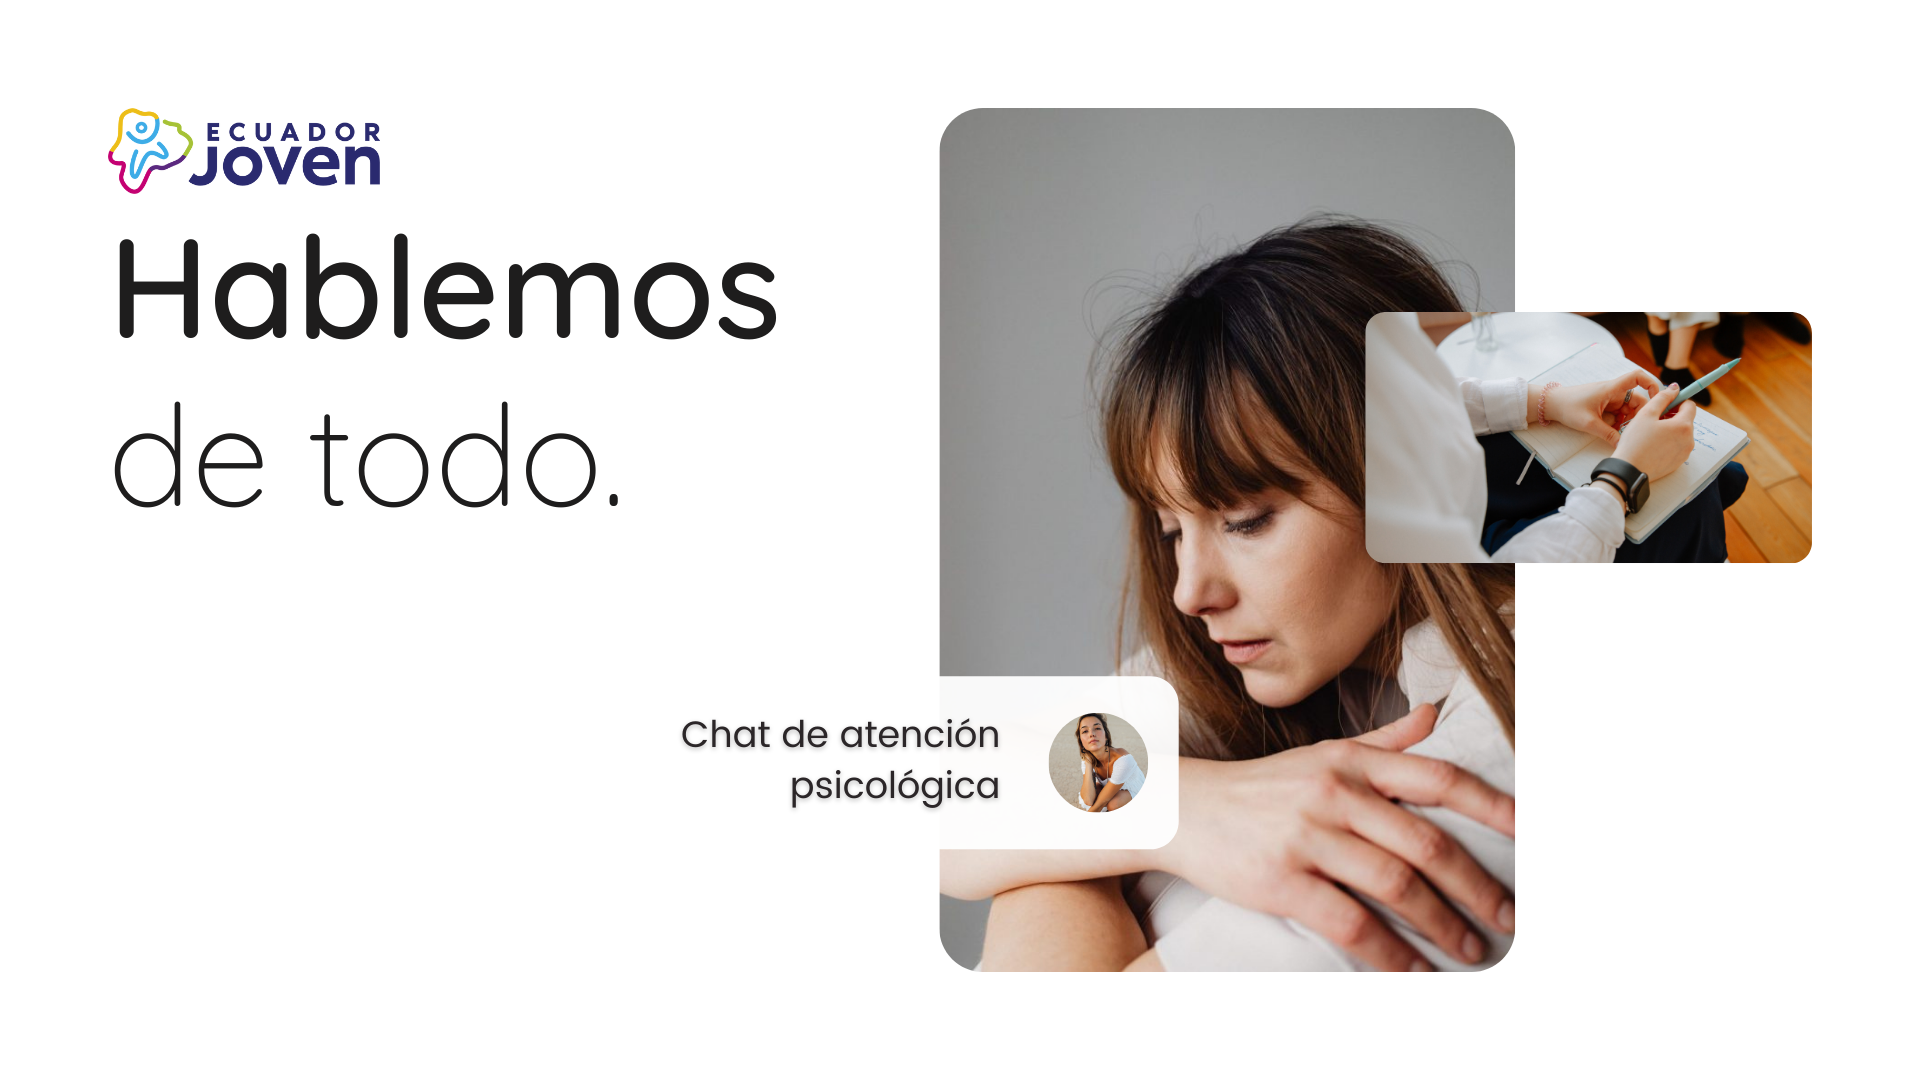 ECUADOR
Joven
Hablemos
de todo.
Chat de atención
psicológica